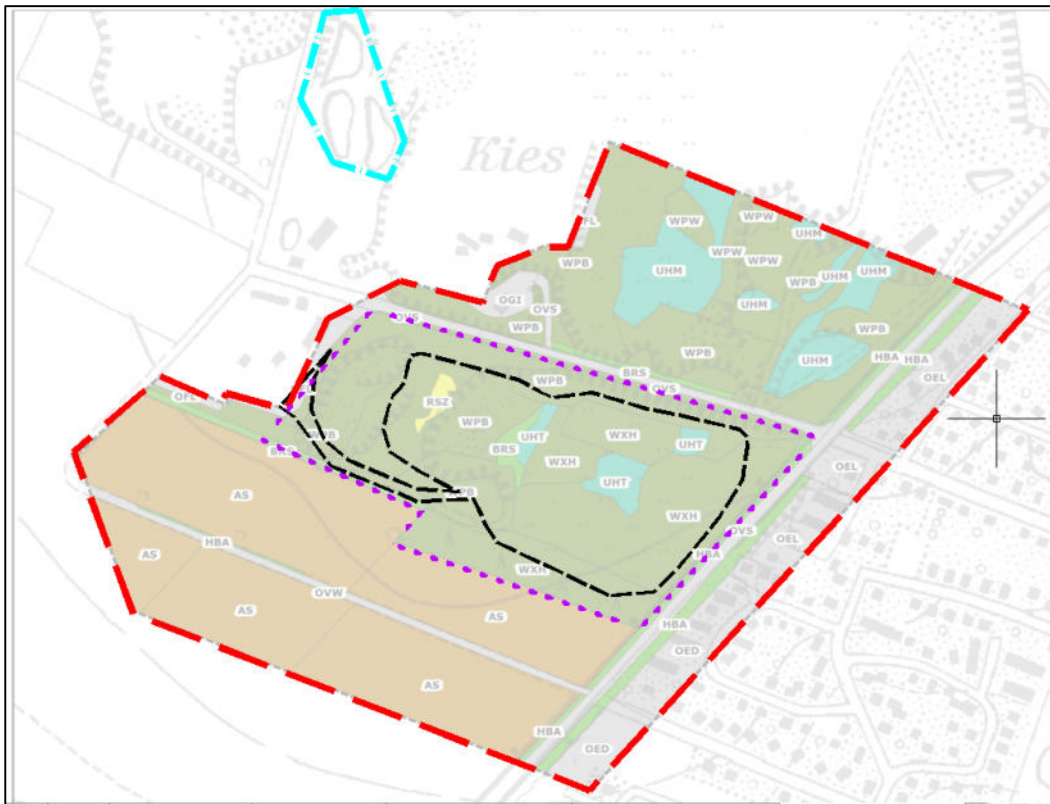 Kies
FL
WPW
WPW
UHM
WPW
WPB
UHM
WPW
UHM
UHM
WPB
UHM
OGI
OVS
OVS
WPB
WPB
WPB
HBA
HBA
UHM
BRS
OVS
OEL
WPB
OFL
RSZ
WPB
WPB
WXH
UHT
UHT
BRS
BRS
WXH
OEL
AS
WPB
UHT
WXH
OVS
OEL
HBA
AS
HBA
WXH
OVW
AS
AS
HBA
OED
AS
HBA
OED